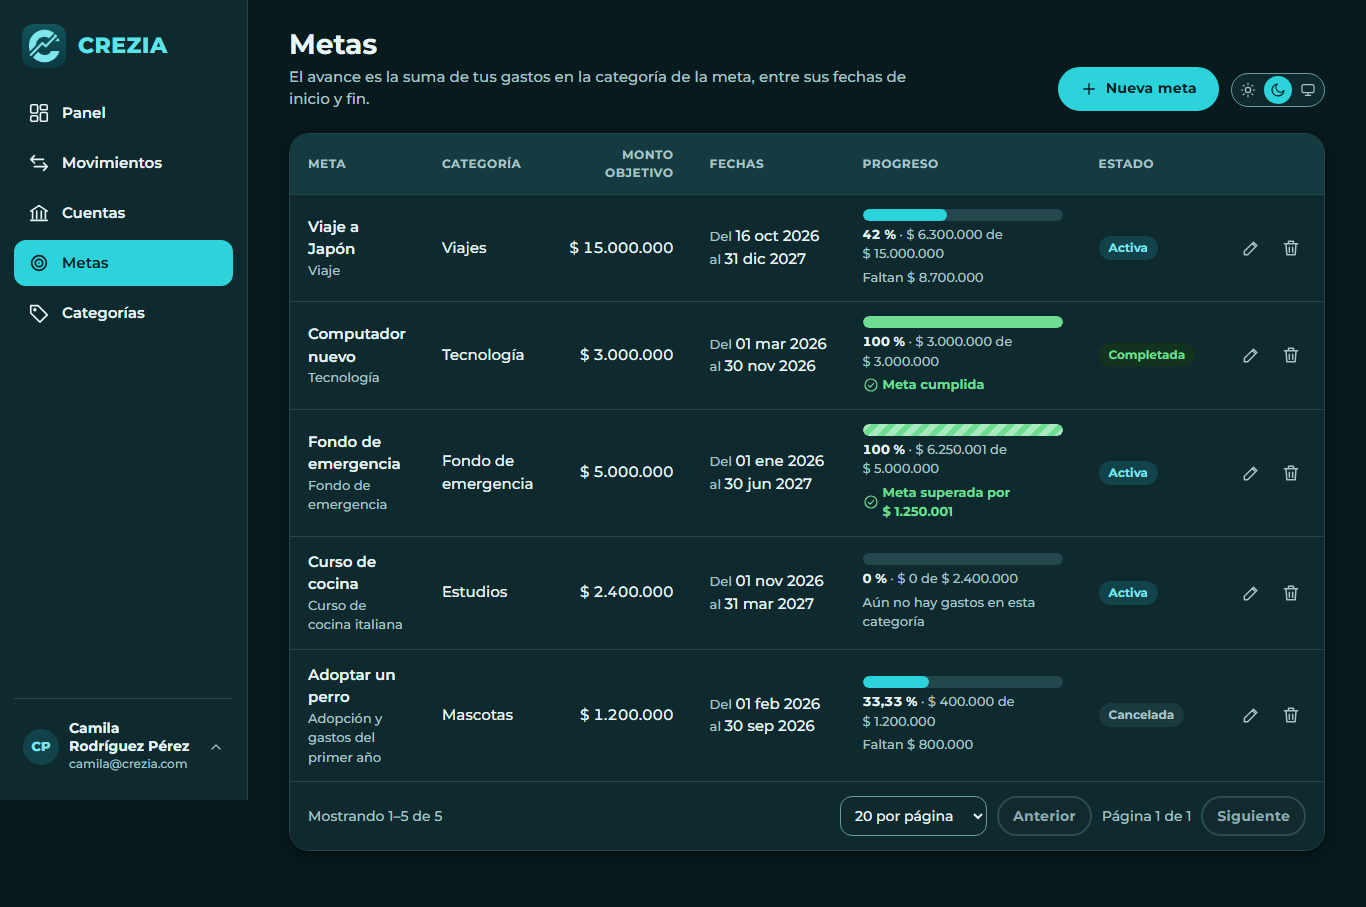 CREZIA
Panel
Movimientos
Cuentas
Metas
Categorías
Camila
Rodríguez Pérez
CP
camila@crezia.com
Metas
El avance es la suma de tus gastos en la categoría de la meta, entre sus fechas de
inicio y fin.
+ Nueva meta
META
CATEGORÍA
MONTO
OBJETIVO
FECHAS
PROGRESO
ESTADO
Viaje a
Japón
Viaje
Viajes
$ 15.000.000
Del 16 oct 2026
al 31 dic 2027
42 % · $ 6.300.000 de
$ 15.000.000
Faltan $ 8.700.000
Activa
Computador
nuevo
Tecnología
Tecnología
$ 3.000.000
Del 01 mar 2026
al 30 nov 2026
100 % · $ 3.000.000 de
$ 3.000.000
Meta cumplida
Completada
Fondo de
emergencia
Fondo de
emergencia
Fondo de
emergencia
$ 5.000.000
Del 01 ene 2026
al 30 jun 2027
100 % · $ 6.250.001 de
$ 5.000.000
Meta superada por
$ 1.250.001
Activa
Curso de
cocina
Curso de
cocina italiana
Estudios
$ 2.400.000
Del 01 nov 2026
al 31 mar 2027
0 % · $ 0 de $ 2.400.000
Aún no hay gastos en esta
categoría
Activa
Adoptar un
perro
Adopción y
gastos del
primer año
Mascotas
$ 1.200.000
Del 01 feb 2026
al 30 sep 2026
33,33 % · $ 400.000 de
$ 1.200.000
Faltan $ 800.000
Cancelada
Mostrando 1–5 de 5
20 por página
Anterior
Página 1 de 1
Siguiente